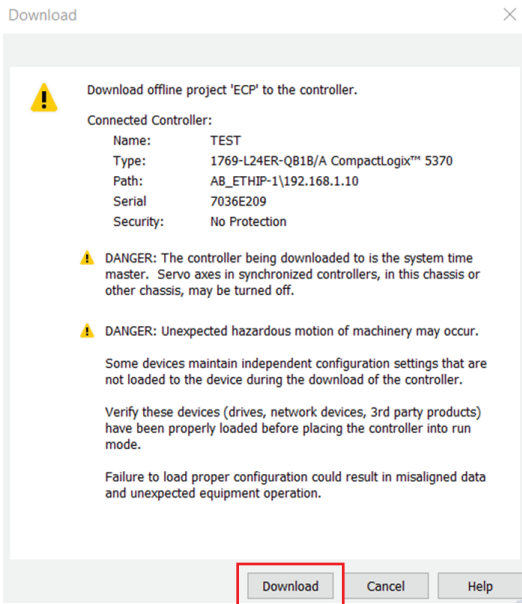 Download
Download offline project 'ECP' to the controller.
Connected Controller:
Name: TEST
Type: 1769-L24ER-QB1B/A CompactLogix™ 5370
Path: AB_ETHIP-1\192.168.1.10
Serial 7036E209
Security: No Protection
DANGER: The controller being downloaded to is the system time
master. Servo axes in synchronized controllers, in this chassis or
other chassis, may be turned off.
DANGER: Unexpected hazardous motion of machinery may occur.
Some devices maintain independent configuration settings that are
not loaded to the device during the download of the controller.
Verify these devices (drives, network devices, 3rd party products)
have been properly loaded before placing the controller into run
mode.
Failure to load proper configuration could result in misaligned data
and unexpected equipment operation.
Download Cancel Help